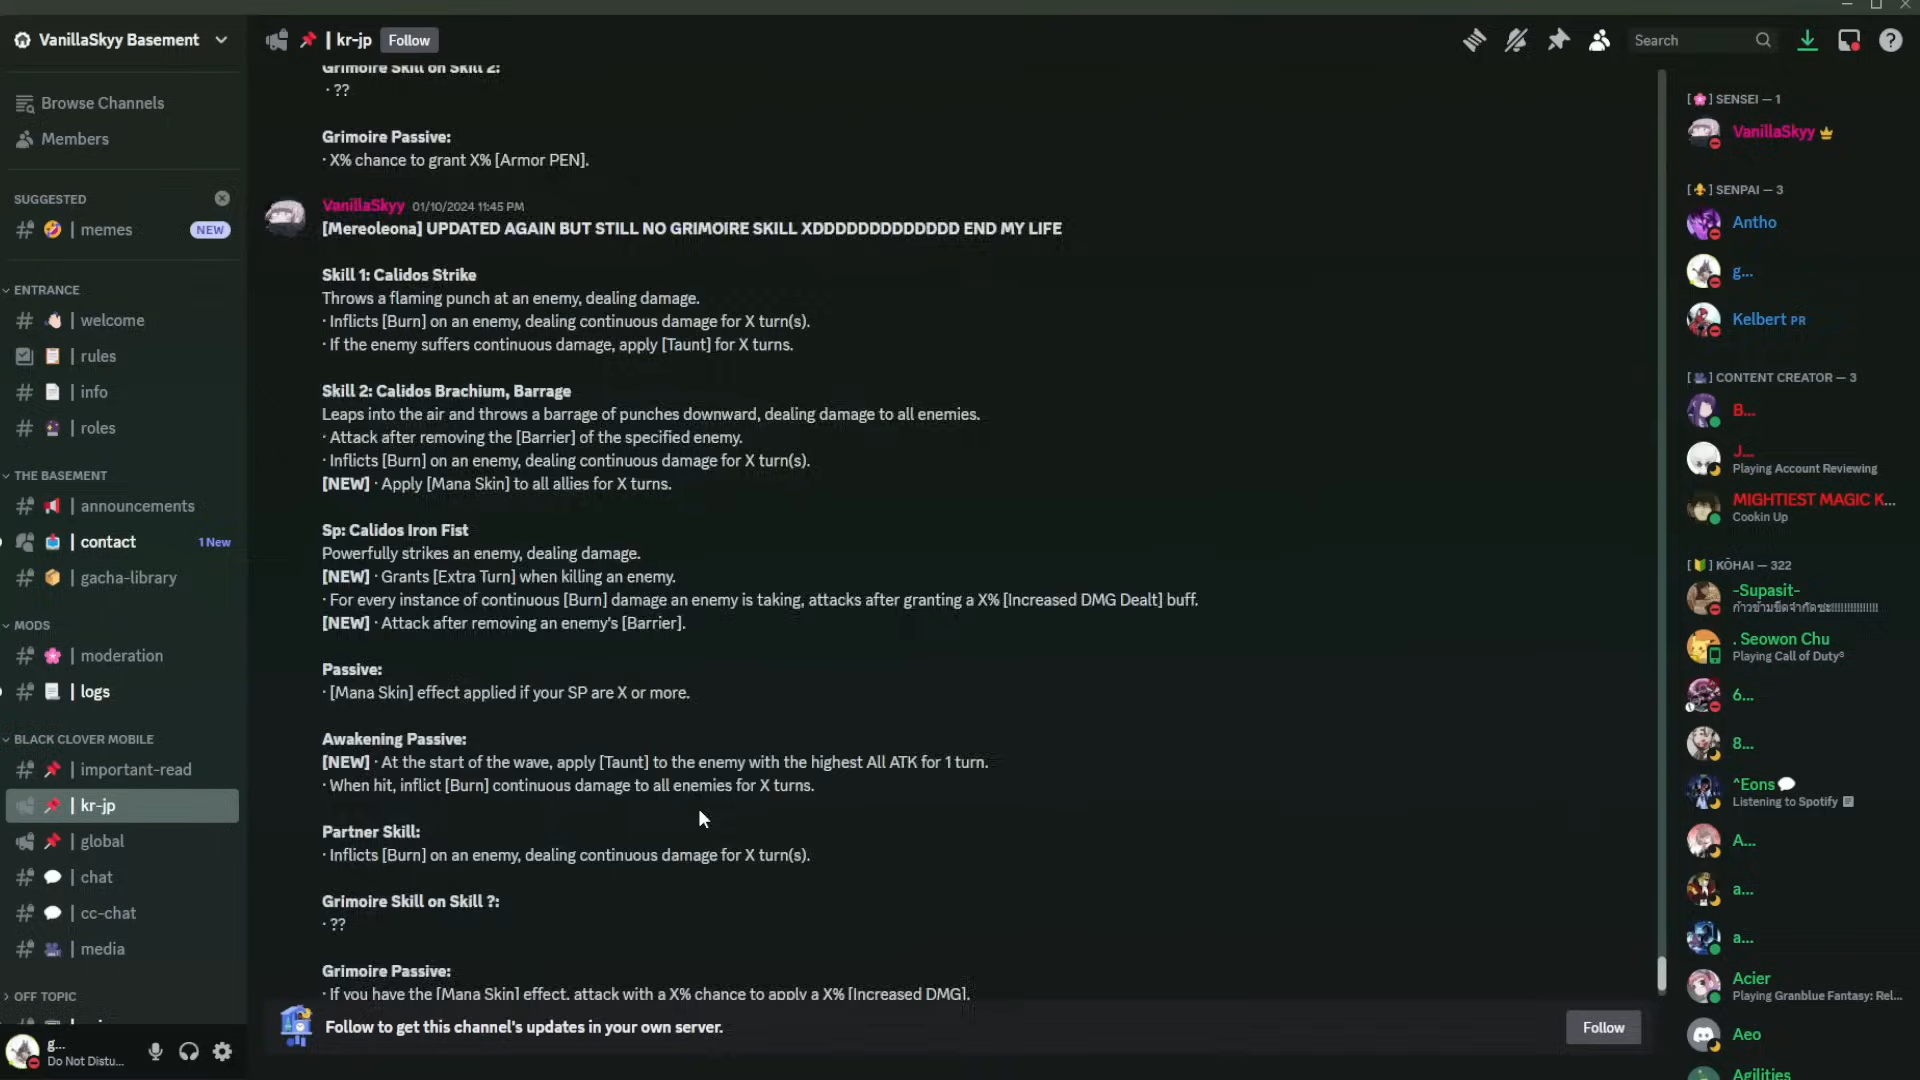 VanillaSkyy Basement
Browse Channels
Members
SUGGESTED
memes
NEW
ENTRANCE
welcome
rules
info
roles
THE BASEMENT
announcements
contact
1 New
gacha-library
MODS
moderation
logs
BLACK CLOVER MOBILE
important-read
kr-jp
global
chat
cc-chat
media
OFF TOPIC
g...
Do Not Distu...
| kr-jp
Follow
Search
Grimoire Skill on Skill 2:
· ??
Grimoire Passive:
· X% chance to grant X% [Armor PEN].
VanillaSkyy 01/10/2024 11:45 PM
[Mereoleona] UPDATED AGAIN BUT STILL NO GRIMOIRE SKILL XDDDDDDDDDDDDD END MY LIFE
Skill 1: Calidos Strike
Throws a flaming punch at an enemy, dealing damage.
· Inflicts [Burn] on an enemy, dealing continuous damage for X turn(s).
· If the enemy suffers continuous damage, apply [Taunt] for X turns.
Skill 2: Calidos Brachium, Barrage
Leaps into the air and throws a barrage of punches downward, dealing damage to all enemies.
· Attack after removing the [Barrier] of the specified enemy.
· Inflicts [Burn] on an enemy, dealing continuous damage for X turn(s).
[NEW] · Apply [Mana Skin] to all allies for X turns.
Sp: Calidos Iron Fist
Powerfully strikes an enemy, dealing damage.
[NEW] · Grants [Extra Turn] when killing an enemy.
· For every instance of continuous [Burn] damage an enemy is taking, attacks after granting a X% [Increased DMG Dealt] buff.
[NEW] · Attack after removing an enemy's [Barrier].
Passive:
· [Mana Skin] effect applied if your SP are X or more.
Awakening Passive:
[NEW] · At the start of the wave, apply [Taunt] to the enemy with the highest All ATK for 1 turn.
· When hit, inflict [Burn] continuous damage to all enemies for X turns.
Partner Skill:
· Inflicts [Burn] on an enemy, dealing continuous damage for X turn(s).
Grimoire Skill on Skill ?:
· ??
Grimoire Passive:
· If you have the [Mana Skin] effect, attack with a X% chance to apply a X% [Increased DMG].
Follow to get this channel's updates in your own server.
Follow
[🌸] SENSEI — 1
VanillaSkyy
SENPAI — 3
Antho
g...
Kelbert PR
CONTENT CREATOR — 3
B...
J...
Playing Account Reviewing
MIGHTIEST MAGIC K...
Cookin Up
[🔰] KŌHAI — 322
-Supasit-
. Seowon Chu
Playing Call of Duty®
6...
8...
^Eons
Listening to Spotify
A...
a...
a...
Acier
Playing Granblue Fantasy: Rel...
Aeo
Agilities